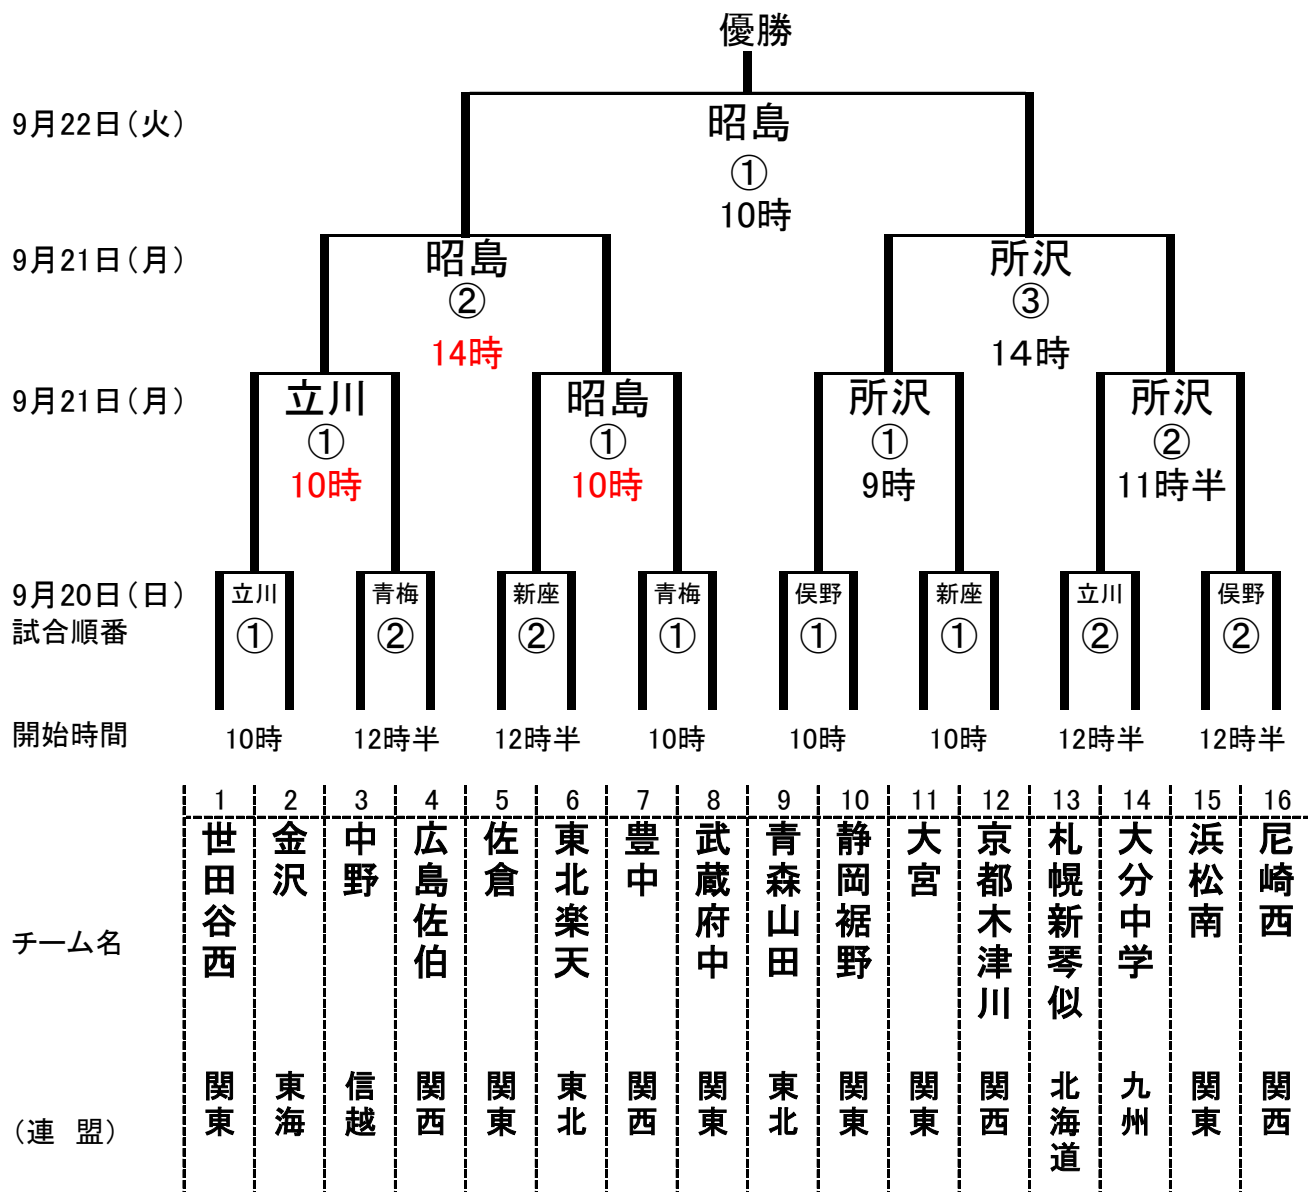 優勝
9月22日(火)
昭島
①
10時
9月21日(月)
昭島
②
14時
所沢
③
14時
9月21日(月)
立川
①
10時
昭島
①
10時
所沢
①
9時
所沢
②
11時半
9月20日(日)
試合順番
立川 青梅 新座 青梅 俣野 新座 立川 俣野
① ② ② ① ① ① ② ②
開始時間 10時 12時半 12時半 10時 10時 10時 12時半 12時半
1 2 3 4 5 6 7 8 9 10 11 12 13 14 15 16
チーム名
世田谷西
金沢
中野
広島佐伯
佐倉
東北楽天
豊中
武蔵府中
青森山田
静岡裾野
大宮
京都木津川
札幌新琴似
大分中学
浜松南
尼崎西
(連 盟)
関東
東海
信越
関西
関東
東北
関西
関東
東北
関東
関東
関西
北海道
九州
関東
関西